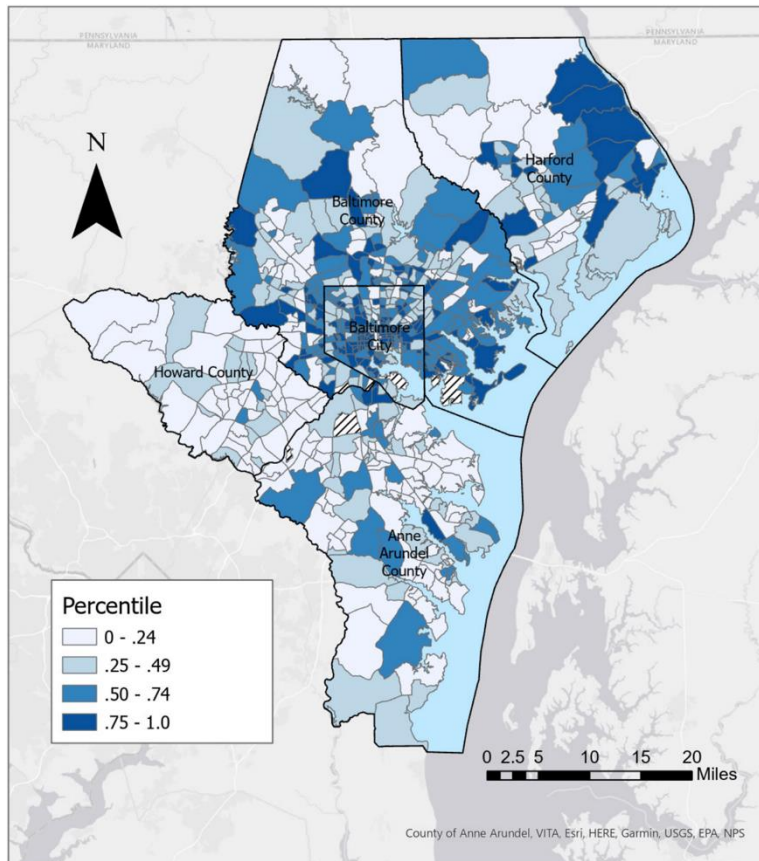 PENNSYLVANIA
MARYLAND
PENNSYLVANIA
MARYLAND
N
Harford
County
Baltimore
County
Baltimore
City
Howard County
Anne
Arundel
County
Percentile
0 - .24
.25 - .49
.50 - .74
.75 - 1.0
0 2.5 5 10 15 20
Miles
County of Anne Arundel, VITA, Esri, HERE, Garmin, USGS, EPA, NPS